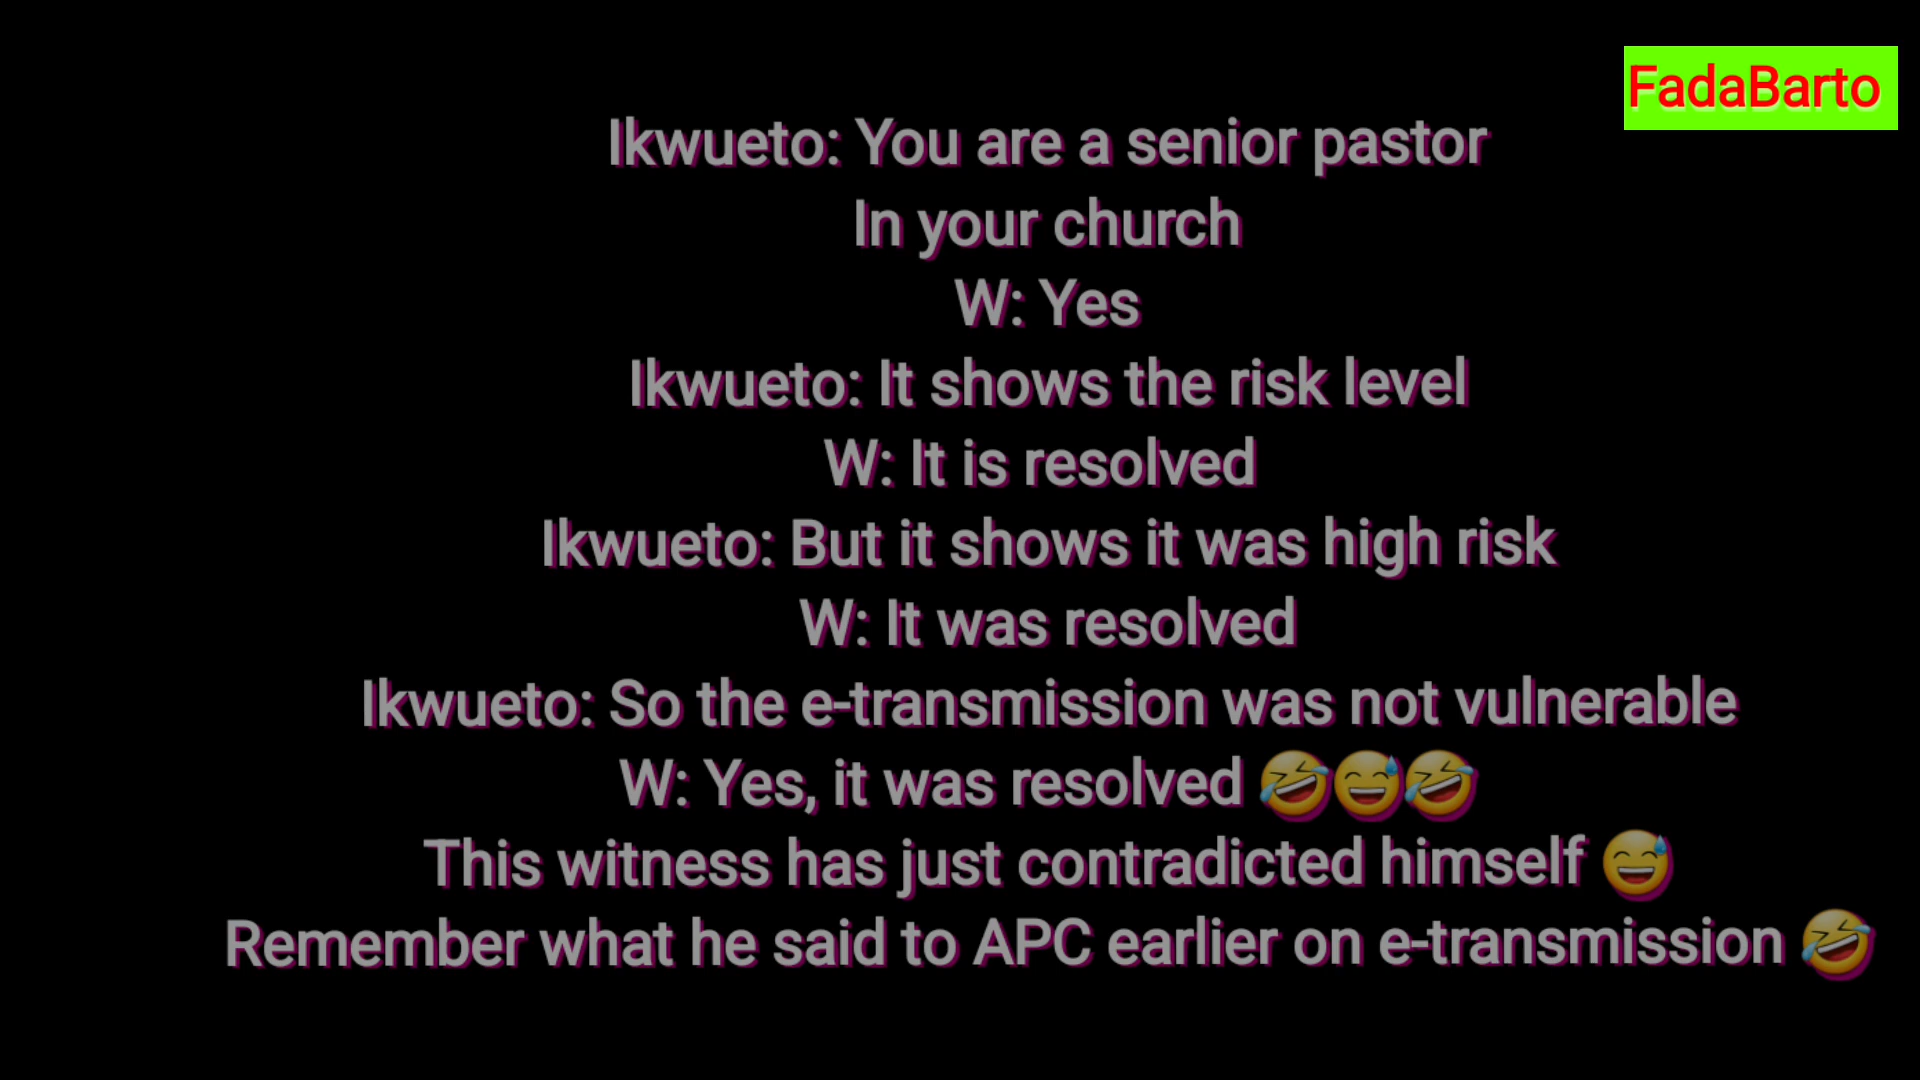 FadaBarto
Ikwueto: You are a senior pastor
In your church
W: Yes
Ikwueto: It shows the risk level
W: It is resolved
Ikwueto: But it shows it was high risk
W: It was resolved
Ikwueto: So the e-transmission was not vulnerable
W: Yes, it was resolved 🤣😅🤣
This witness has just contradicted himself 😅
Remember what he said to APC earlier on e-transmission 🤣